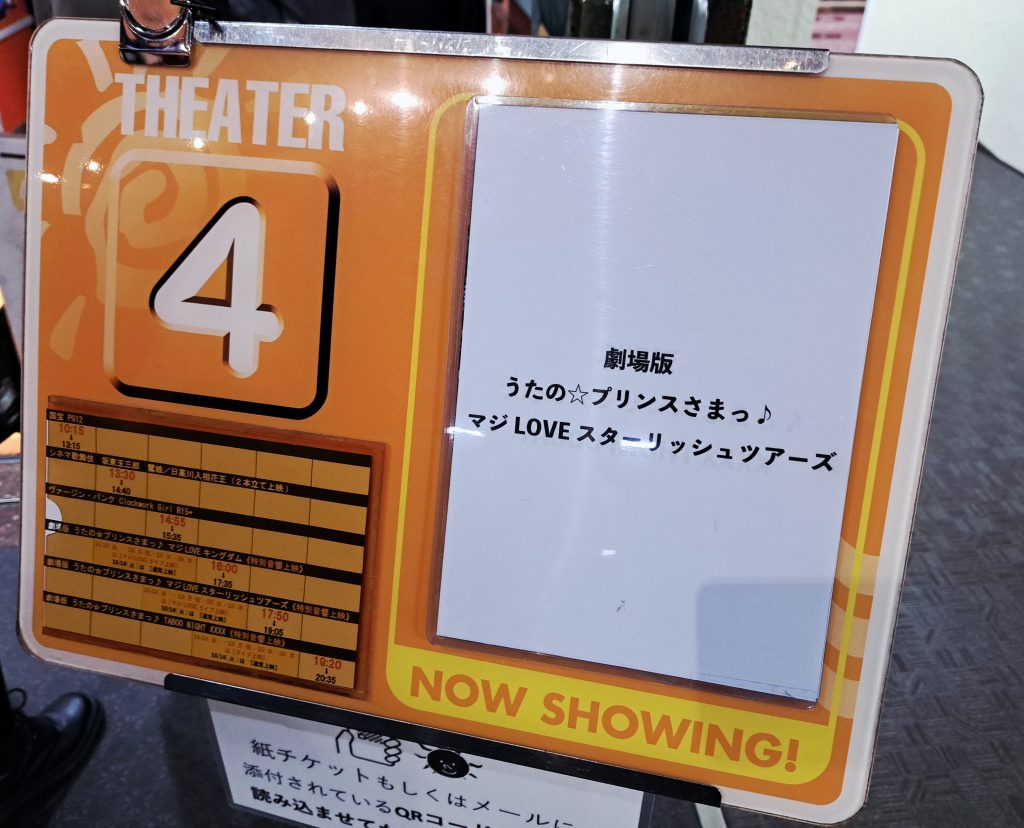 THEATER
4
国宝 PG12
10:15
↓
13:15
シネマ歌舞伎 坂東玉三郎 鷺娘／日高川入相花王(2本立て上映)
13:30
↓
14:40
ヴァージン・パンク Clockwork Girl R15+
14:55
↓
15:35
劇場版 うたの☆プリンスさまっ♪ マジLOVEキングダム《特別音響上映》
16:00
↓
17:35
劇場版 うたの☆プリンスさまっ♪ マジLOVEスターリッシュツアーズ《特別音響上映》
17:50
↓
19:05
劇場版 うたの☆プリンスさまっ♪ TABOO NIGHT XXXX《特別音響上映》
10/14 火 は [通常上映]
19:20
↓
20:35
劇場版
うたの☆プリンスさまっ♪
マジLOVEスターリッシュツアーズ
NOW SHOWING!
紙チケットもしくはメールに
添付されているQRコード
読み込ませて